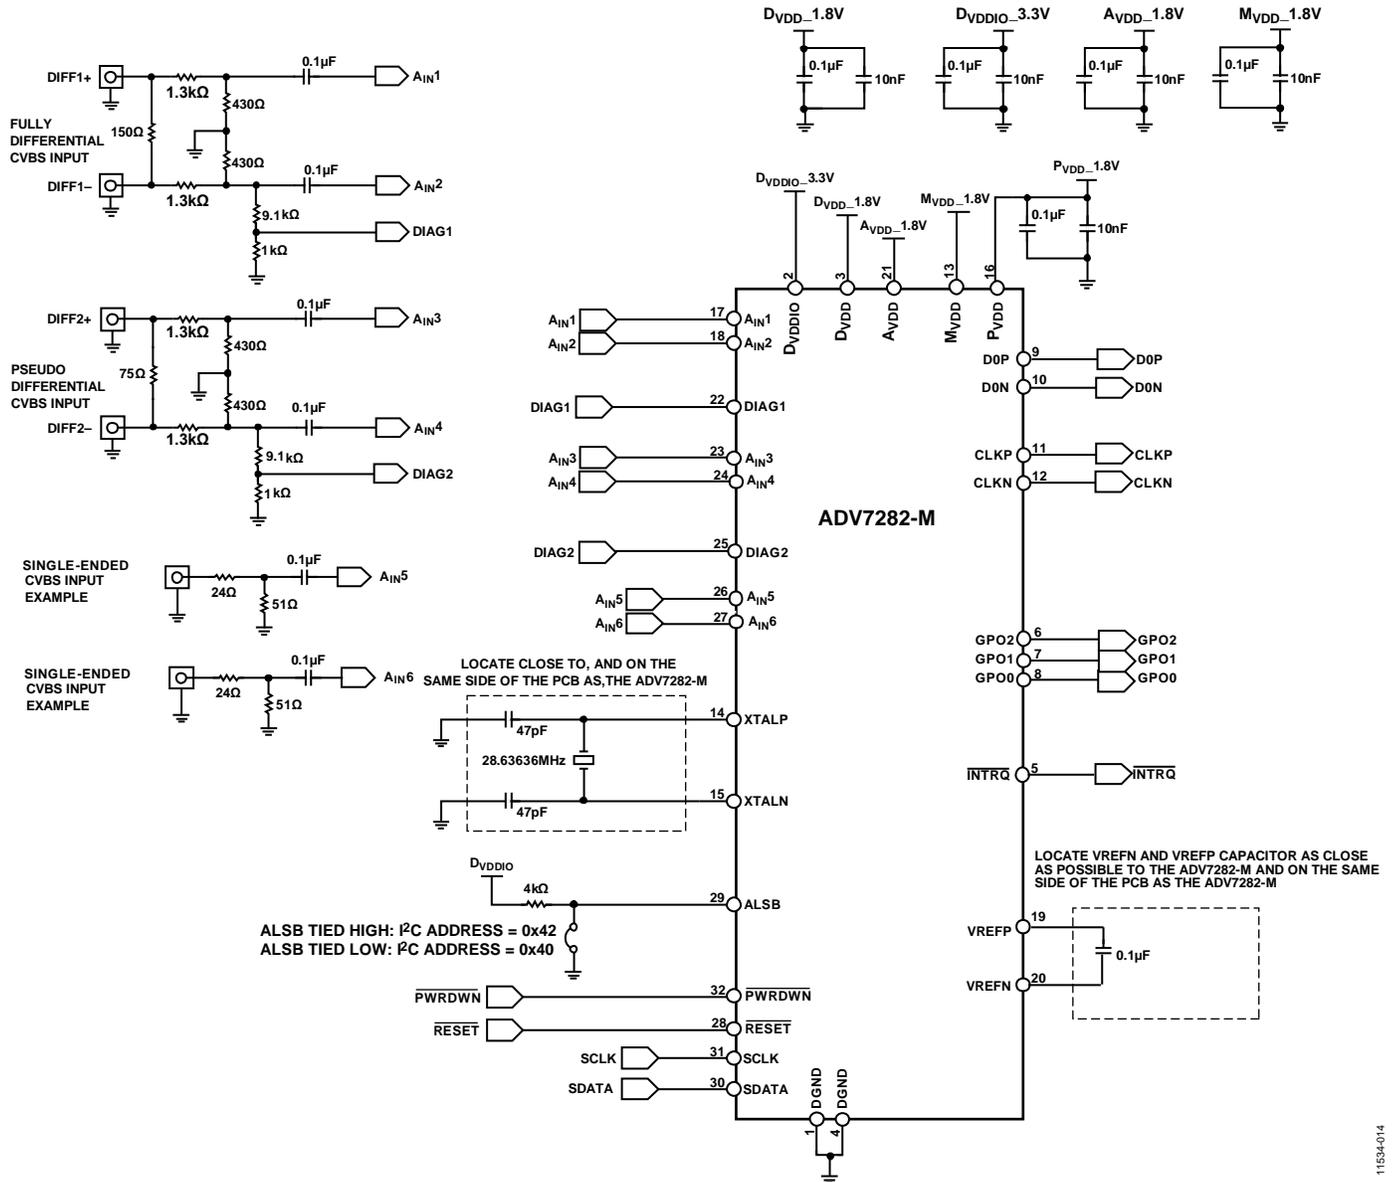 DVDD_1.8V
DVDDIO_3.3V
AVDD_1.8V
MVDD_1.8V
0.1µF
10nF
0.1µF
10nF
0.1µF
10nF
0.1µF
10nF
DIFF1+
1.3kΩ
0.1µF
AIN1
430Ω
FULLY
DIFFERENTIAL
CVBS INPUT
150Ω
430Ω
0.1µF
DIFF1–
1.3kΩ
AIN2
9.1kΩ
DIAG1
1kΩ
DIFF2+
1.3kΩ
0.1µF
AIN3
430Ω
PSEUDO
DIFFERENTIAL
CVBS INPUT
75Ω
430Ω
0.1µF
DIFF2–
1.3kΩ
AIN4
9.1kΩ
DIAG2
1kΩ
SINGLE-ENDED
CVBS INPUT
EXAMPLE
24Ω
0.1µF
51Ω
AIN5
SINGLE-ENDED
CVBS INPUT
EXAMPLE
24Ω
0.1µF
51Ω
AIN6
DVDDIO_3.3V
DVDD_1.8V
AVDD_1.8V
MVDD_1.8V
PVDD_1.8V
0.1µF
10nF
2
3
21
13
16
DVDDIO
DVDD
AVDD
MVDD
PVDD
AIN1
17
AIN1
AIN2
18
AIN2
DIAG1
22
DIAG1
AIN3
23
AIN3
AIN4
24
AIN4
DIAG2
25
DIAG2
AIN5
26
AIN5
AIN6
27
AIN6
ADV7282-M
D0P
9
D0P
D0N
10
D0N
CLKP
11
CLKP
CLKN
12
CLKN
GPO2
6
GPO2
GPO1
7
GPO1
GPO0
8
GPO0
INTRQ
5
INTRQ
LOCATE CLOSE TO, AND ON THE
SAME SIDE OF THE PCB AS,THE ADV7282-M
47pF
14
XTALP
28.63636MHz
47pF
15
XTALN
DVDDIO
4kΩ
29
ALSB
ALSB TIED HIGH: I2C ADDRESS = 0x42
ALSB TIED LOW: I2C ADDRESS = 0x40
LOCATE VREFN AND VREFP CAPACITOR AS CLOSE
AS POSSIBLE TO THE ADV7282-M AND ON THE SAME
SIDE OF THE PCB AS THE ADV7282-M
VREFP
19
0.1µF
VREFN
20
PWRDWN
32
PWRDWN
RESET
28
RESET
SCLK
31
SCLK
SDATA
30
SDATA
DGND
DGND
1
4
11534-014